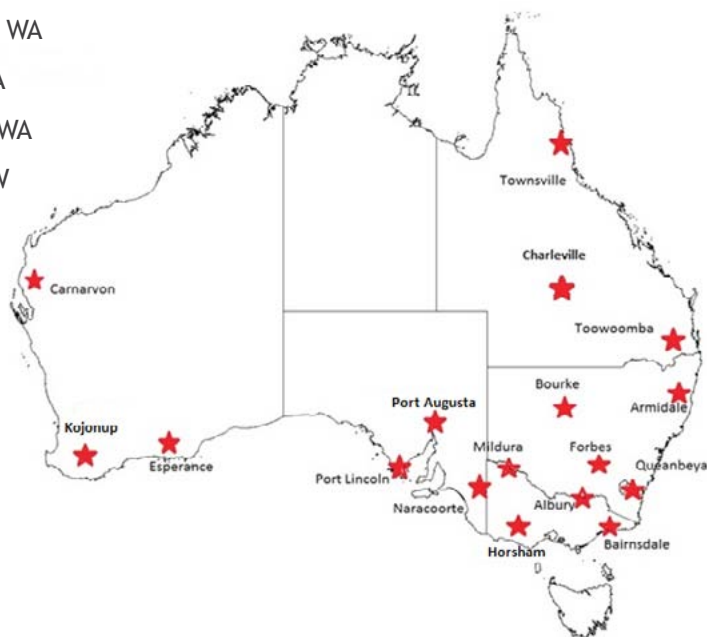 WA
WA
W
Townsville
Charleville
Carnarvon
Toowoomba
Bourke
Port Augusta
Armidale
Kojonup
Mildura
Forbes
Esperance
Port Lincoln
Queanbeya
Naracoorte
Albury
Horsham
Bairnsdale